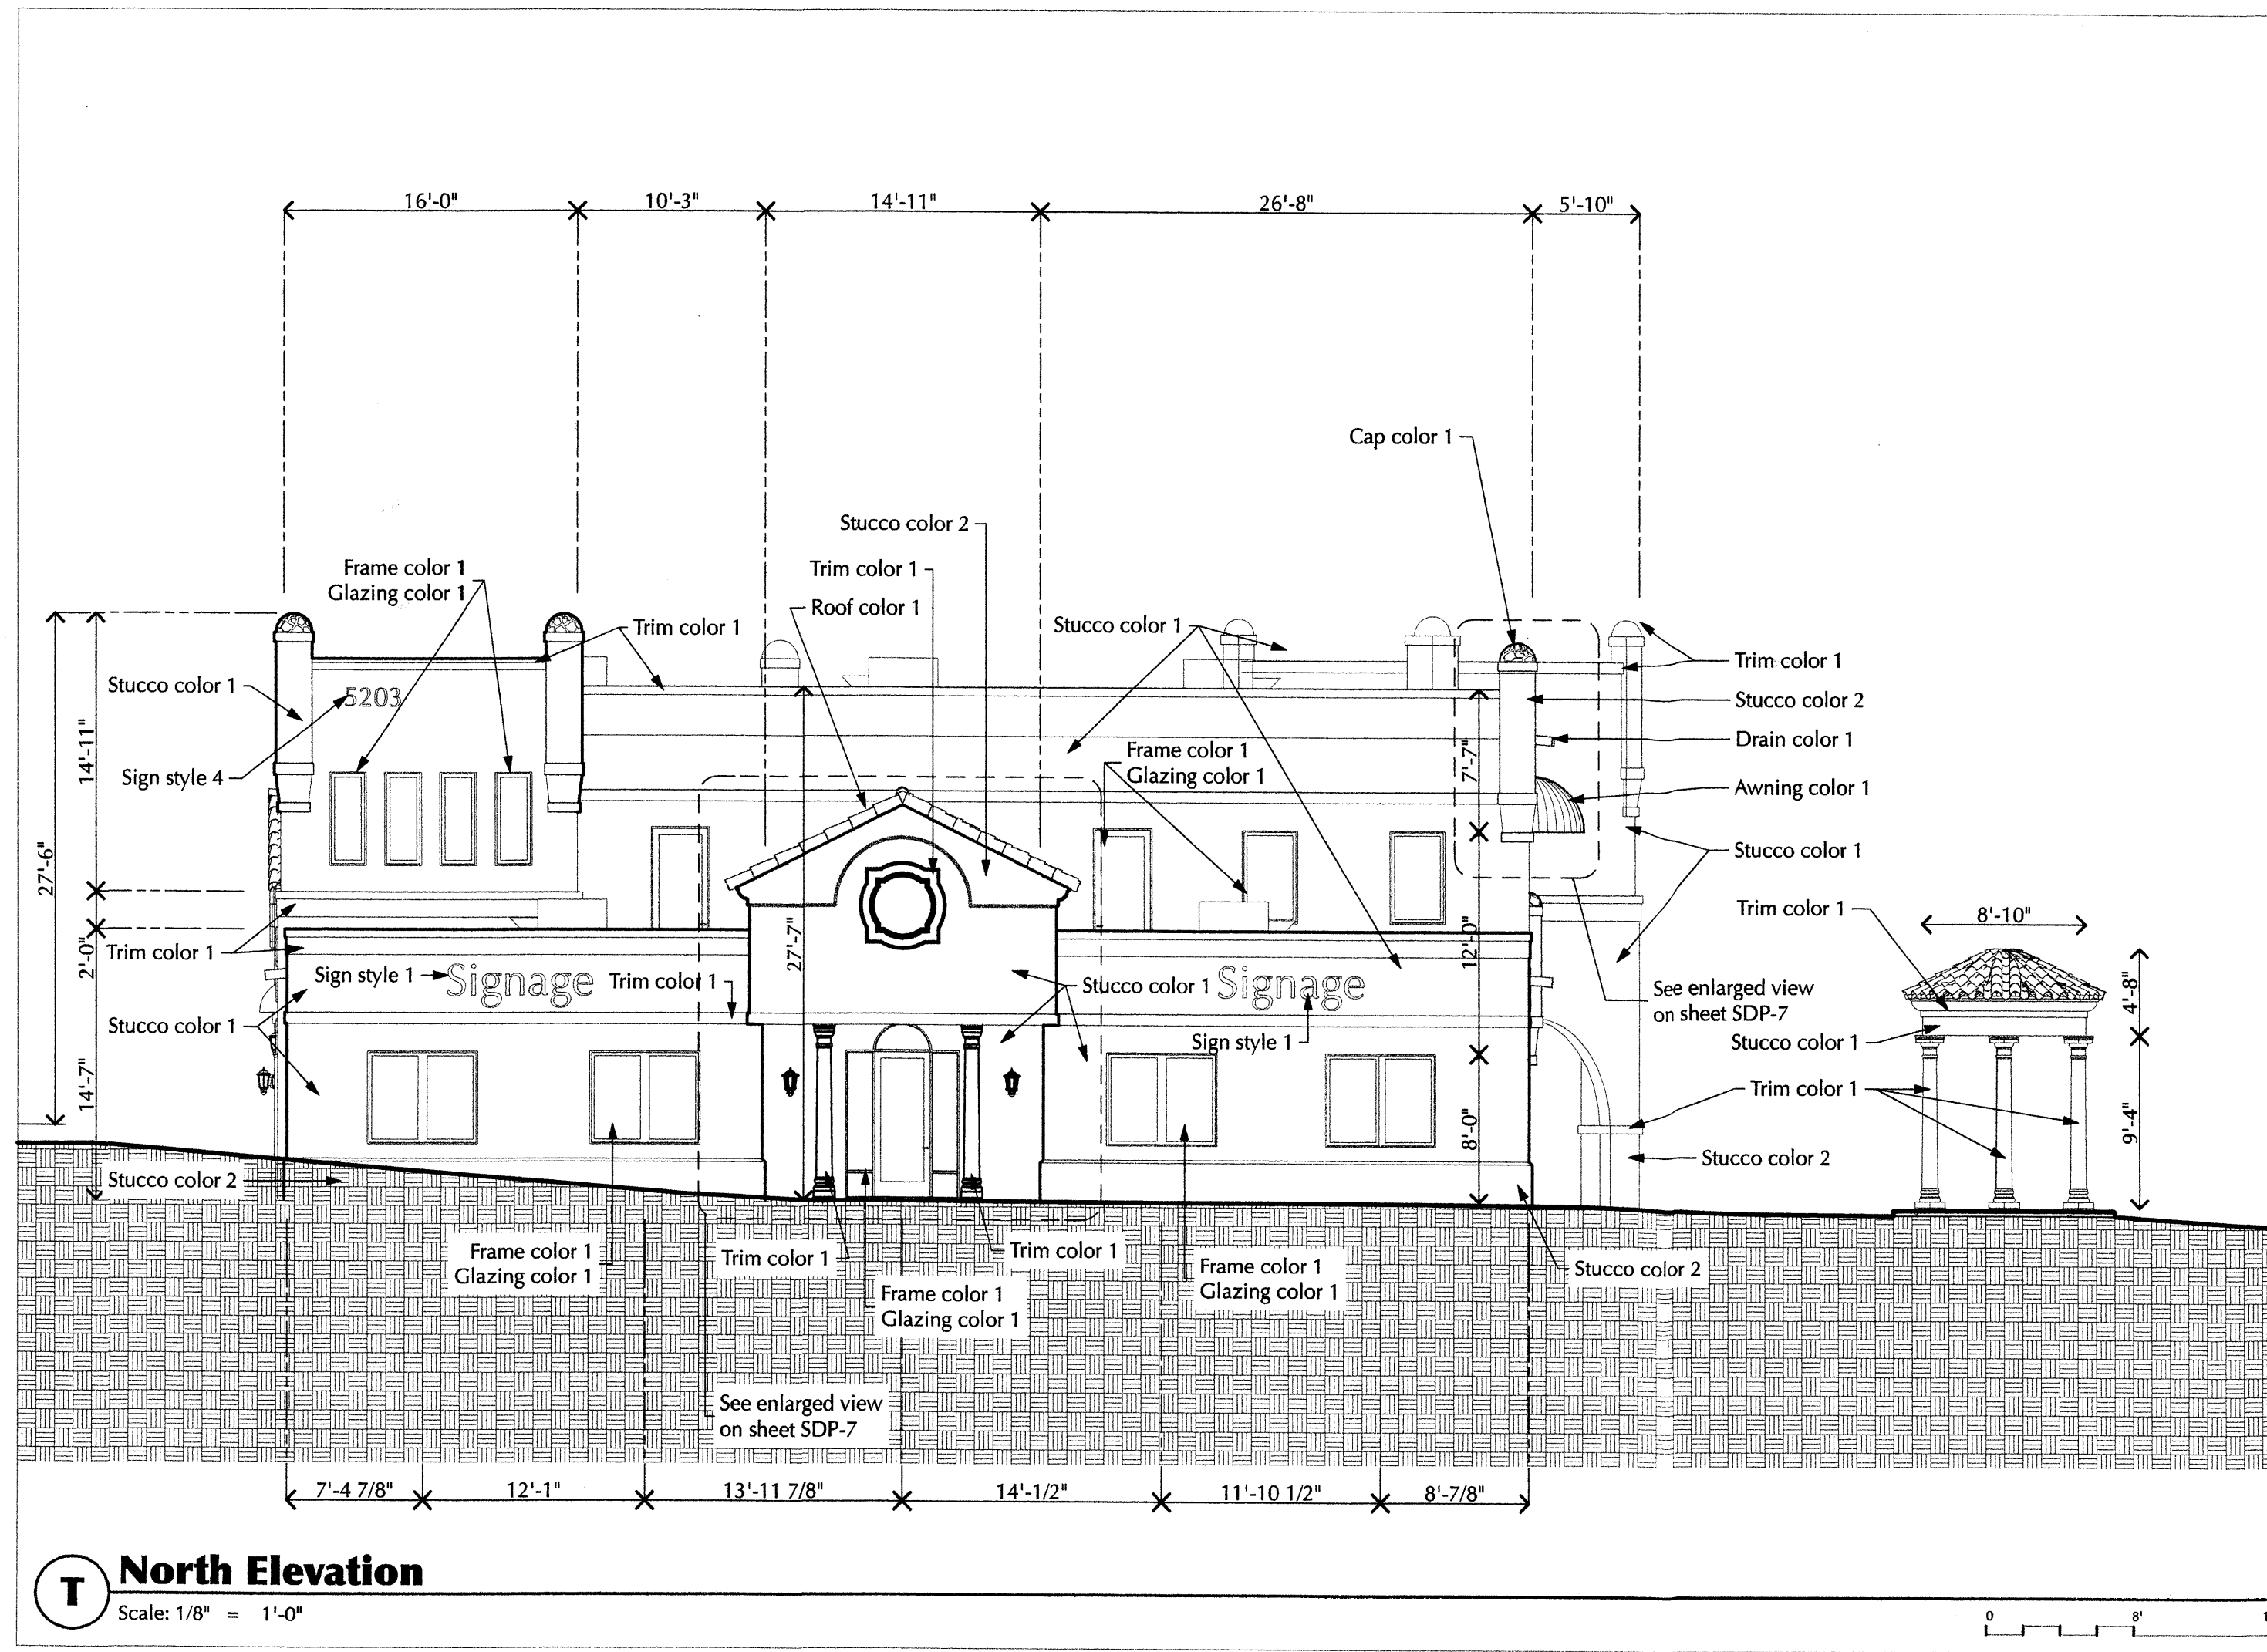 16'-0"
10'-3"
14'-11"
26'-8"
5'-10"
Cap color 1
Stucco color 2
Frame color 1
Glazing color 1
Trim color 1
Roof color 1
Trim color 1
Stucco color 1
Trim color 1
Stucco color 1
5203
Stucco color 2
Drain color 1
Sign style 4
14'-11"
Frame color 1
Glazing color 1
7'-7"
Awning color 1
27'-6"
Stucco color 1
Trim color 1
8'-10"
Trim color 1
2'-0"
27'-7"
12'-0"
Sign style 1
Signage
Trim color 1
Stucco color 1
Signage
See enlarged view
on sheet SDP-7
4'-8"
Stucco color 1
Sign style 1
Stucco color 1
14'-7"
Trim color 1
8'-0"
9'-4"
Stucco color 2
Stucco color 2
Frame color 1
Glazing color 1
Trim color 1
Trim color 1
Frame color 1
Glazing color 1
Stucco color 2
Frame color 1
Glazing color 1
See enlarged view
on sheet SDP-7
7'-4 7/8"
12'-1"
13'-11 7/8"
14'-1/2"
11'-10 1/2"
8'-7/8"
T
North Elevation
Scale: 1/8" = 1'-0"
0
8'